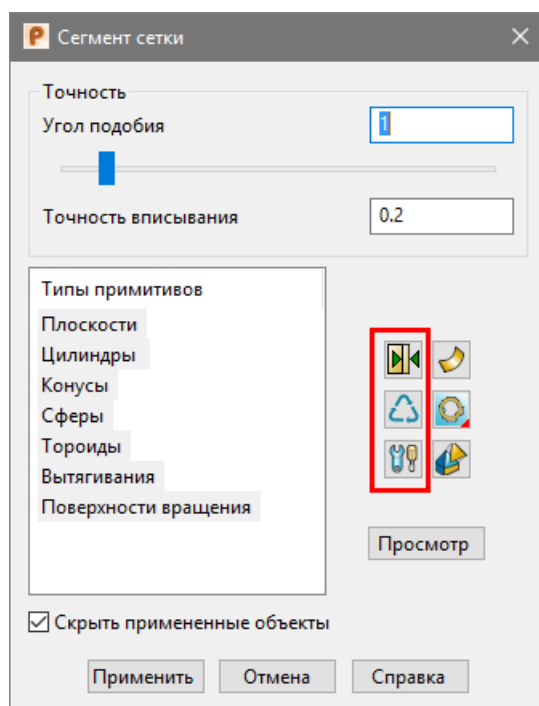 Сегмент сетки
Точность
Угол подобия 1
Точность вписывания 0.2
Типы примитивов
Плоскости
Цилиндры
Конусы
Сферы
Тороиды
Вытягивания
Поверхности вращения
Просмотр
Скрыть примененные объекты
Применить Отмена Справка